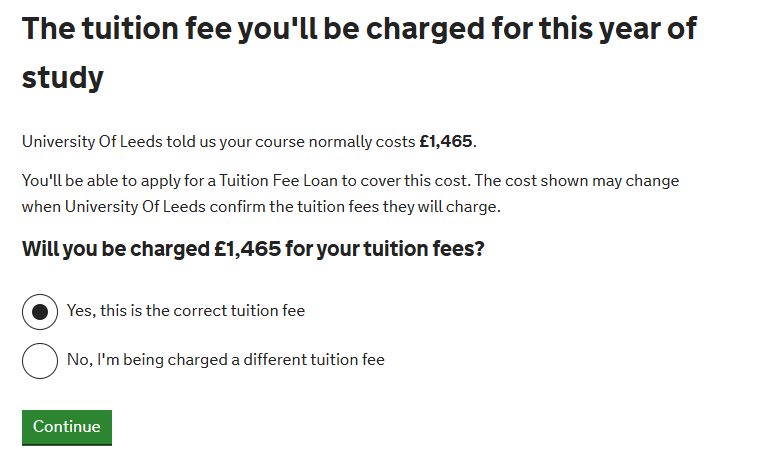 The tuition fee you'll be charged for this year of
study
University Of Leeds told us your course normally costs £1,465.
You'll be able to apply for a Tuition Fee Loan to cover this cost. The cost shown may change
when University Of Leeds confirm the tuition fees they will charge.
Will you be charged £1,465 for your tuition fees?
Yes, this is the correct tuition fee
No, I'm being charged a different tuition fee
Continue